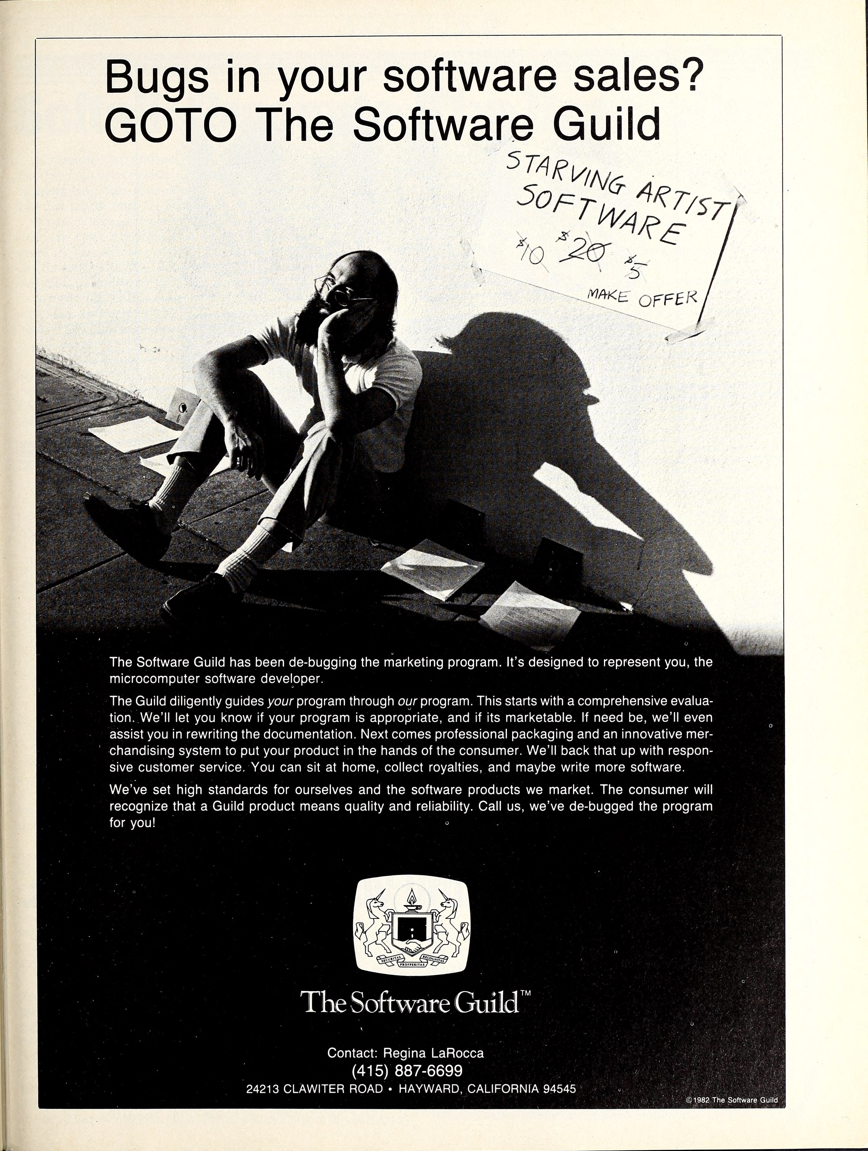 Bugs in your software sales?
GOTO The Software Guild
STARVING ARTIST
SOFTWARE
$10 $20 $5
MAKE OFFER
The Software Guild has been de-bugging the marketing program. It's designed to represent you, the
microcomputer software developer.
The Guild diligently guides your program through our program. This starts with a comprehensive evalua-
tion. We'll let you know if your program is appropriate, and if its marketable. If need be, we'll even
assist you in rewriting the documentation. Next comes professional packaging and an innovative mer-
chandising system to put your product in the hands of the consumer. We'll back that up with respon-
sive customer service. You can sit at home, collect royalties, and maybe write more software.
We've set high standards for ourselves and the software products we market. The consumer will
recognize that a Guild product means quality and reliability. Call us, we've de-bugged the program
for you!
The Software Guild™
Contact: Regina LaRocca
(415) 887-6699
24213 CLAWITER ROAD • HAYWARD, CALIFORNIA 94545
©1982 The Software Guild